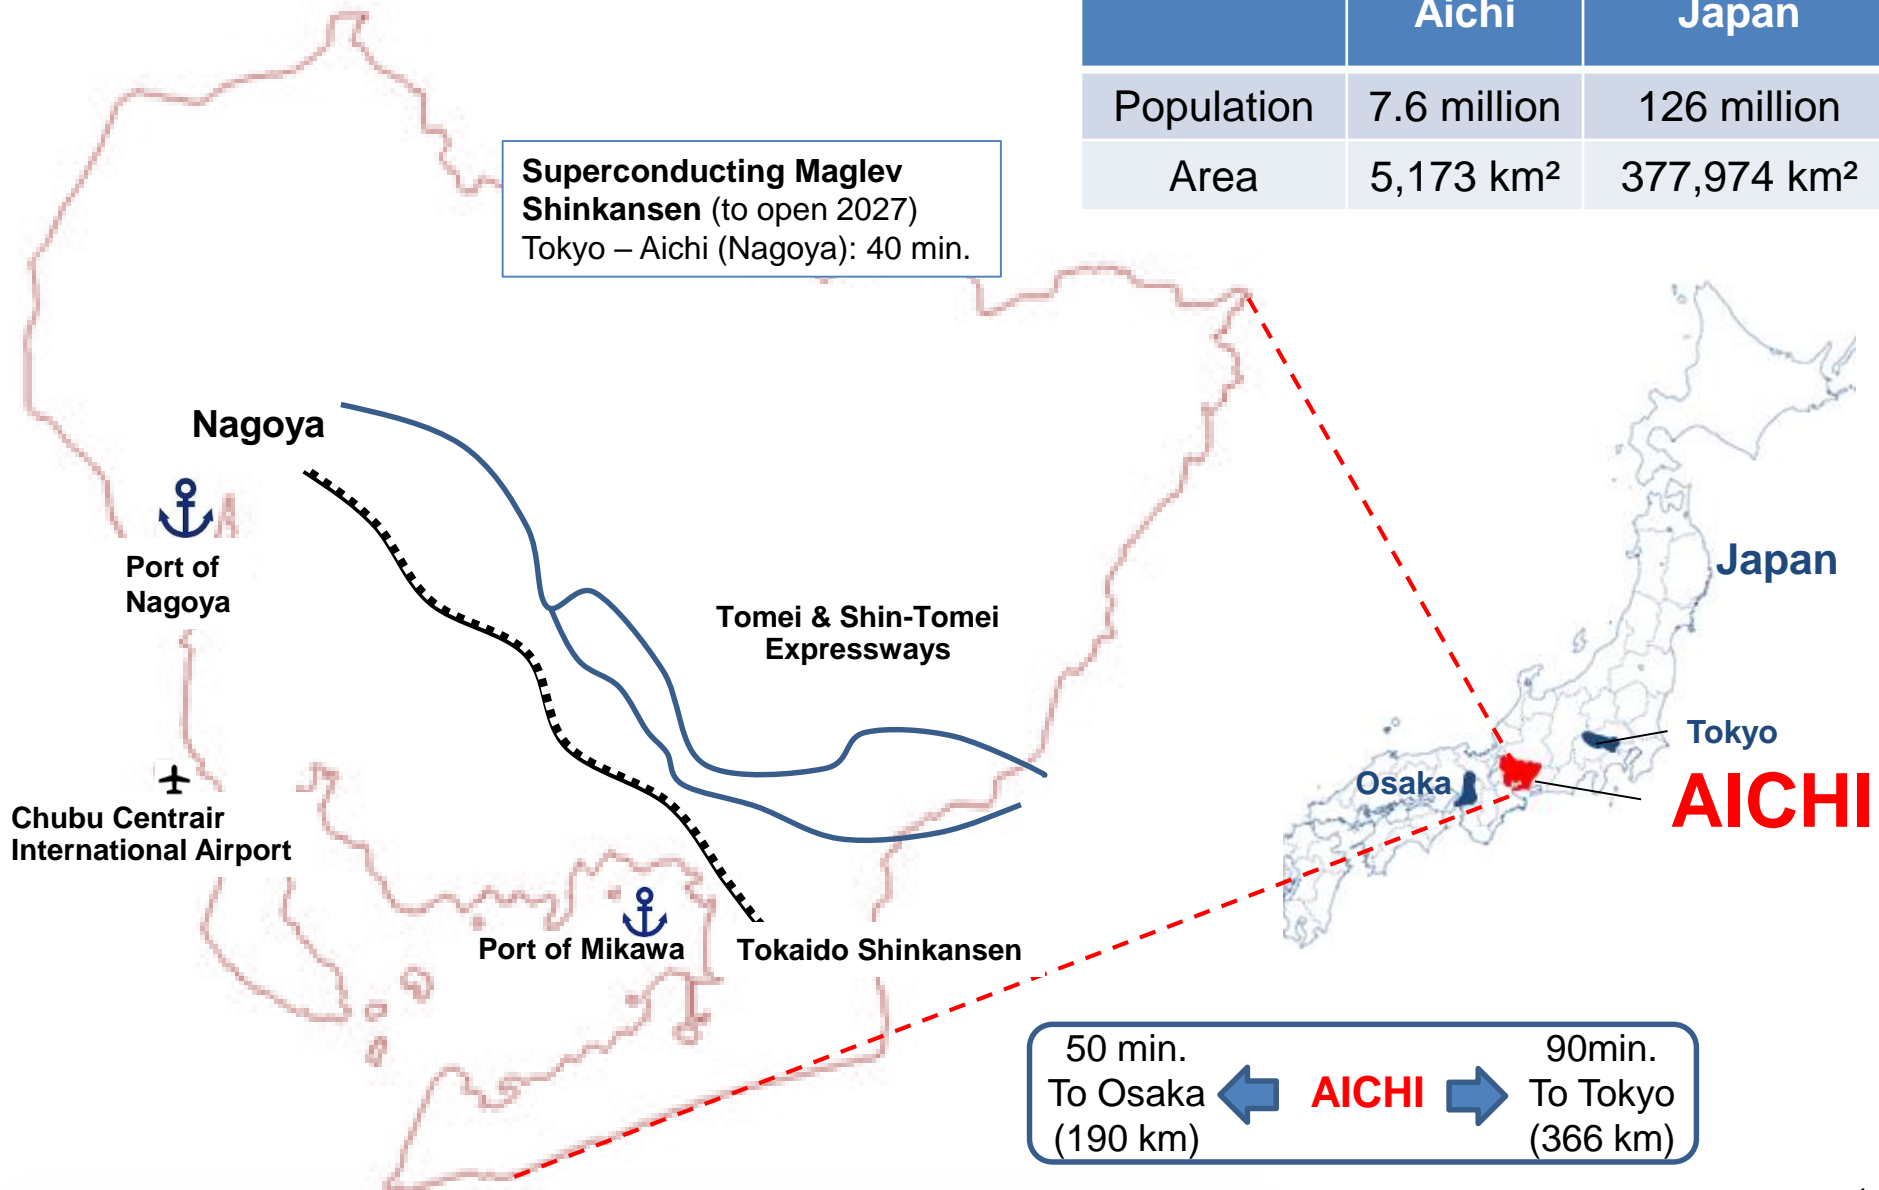 Aichi Japan
Population 7.6 million 126 million
Area 5,173 km² 377,974 km²
Superconducting Maglev
Shinkansen (to open 2027)
Tokyo – Aichi (Nagoya): 40 min.
Nagoya
Port of
Nagoya
Tomei & Shin-Tomei
Expressways
Chubu Centrair
International Airport
Port of Mikawa
Tokaido Shinkansen
Japan
Tokyo
Osaka
AICHI
50 min.
To Osaka
(190 km)
AICHI
90min.
To Tokyo
(366 km)